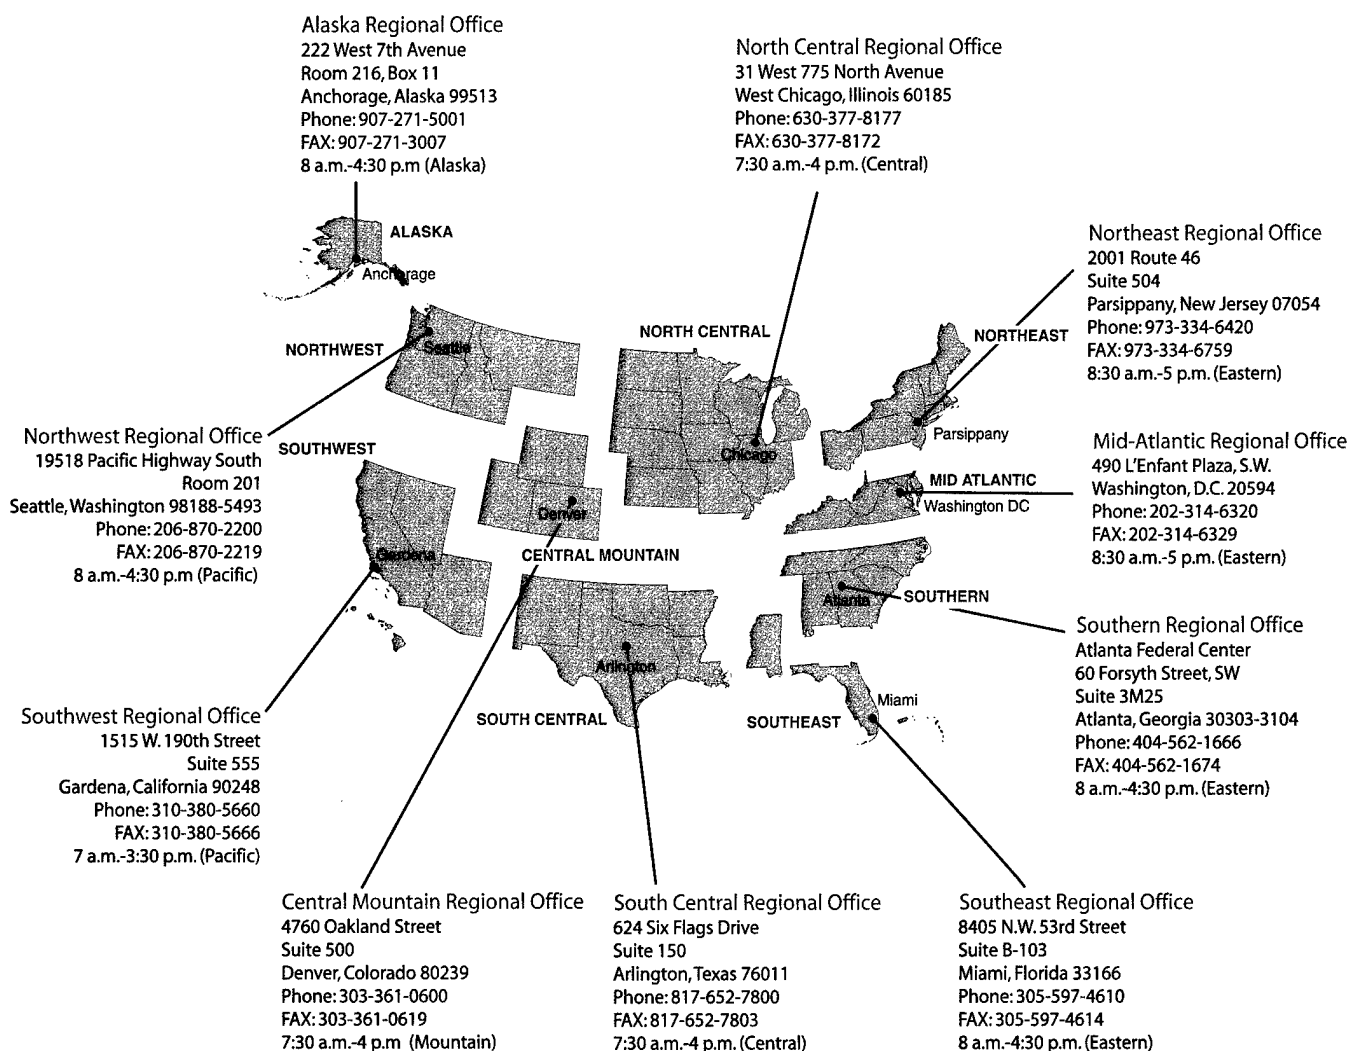 Alaska Regional Office
222 West 7th Avenue
Room 216, Box 11
Anchorage, Alaska 99513
Phone: 907-271-5001
FAX: 907-271-3007
8 a.m.-4:30 p.m (Alaska)
North Central Regional Office
31 West 775 North Avenue
West Chicago, Illinois 60185
Phone: 630-377-8177
FAX: 630-377-8172
7:30 a.m.-4 p.m. (Central)
ALASKA
Anchorage
Northeast Regional Office
2001 Route 46
Suite 504
Parsippany, New Jersey 07054
Phone: 973-334-6420
FAX: 973-334-6759
8:30 a.m.-5 p.m. (Eastern)
NORTH CENTRAL
NORTHEAST
NORTHWEST
Seattle
Northwest Regional Office
19518 Pacific Highway South
Room 201
Seattle, Washington 98188-5493
Phone: 206-870-2200
FAX: 206-870-2219
8 a.m.-4:30 p.m (Pacific)
SOUTHWEST
Chicago
Parsippany
Mid-Atlantic Regional Office
490 L'Enfant Plaza, S.W.
Washington, D.C. 20594
Phone: 202-314-6320
FAX: 202-314-6329
8:30 a.m.-5 p.m. (Eastern)
MID ATLANTIC
Washington DC
Denver
Gardena
CENTRAL MOUNTAIN
Atlanta
SOUTHERN
Southern Regional Office
Atlanta Federal Center
60 Forsyth Street, SW
Suite 3M25
Atlanta, Georgia 30303-3104
Phone: 404-562-1666
FAX: 404-562-1674
8 a.m.-4:30 p.m. (Eastern)
Arlington
SOUTH CENTRAL
SOUTHEAST
Miami
Southwest Regional Office
1515 W. 190th Street
Suite 555
Gardena, California 90248
Phone: 310-380-5660
FAX: 310-380-5666
7 a.m.-3:30 p.m. (Pacific)
Central Mountain Regional Office
4760 Oakland Street
Suite 500
Denver, Colorado 80239
Phone: 303-361-0600
FAX: 303-361-0619
7:30 a.m.-4 p.m (Mountain)
South Central Regional Office
624 Six Flags Drive
Suite 150
Arlington, Texas 76011
Phone: 817-652-7800
FAX: 817-652-7803
7:30 a.m.-4 p.m. (Central)
Southeast Regional Office
8405 N.W. 53rd Street
Suite B-103
Miami, Florida 33166
Phone: 305-597-4610
FAX: 305-597-4614
8 a.m.-4:30 p.m. (Eastern)